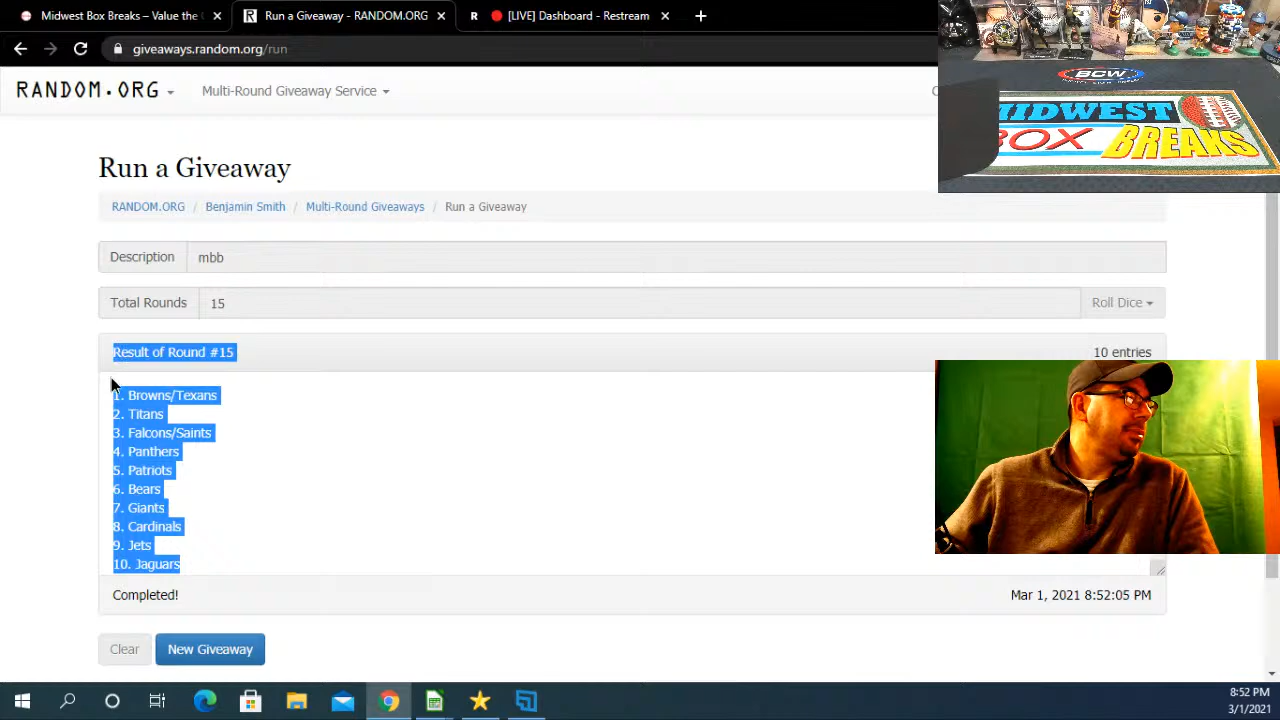 Midwest Box Breaks – Value the
Run a Giveaway - RANDOM.ORG
R
[LIVE] Dashboard - Restream
giveaways.random.org/run
RANDOM.ORG
Multi-Round Giveaway Service
BCW
MIDWEST
BOX BREAKS
Run a Giveaway
RANDOM.ORG / Benjamin Smith / Multi-Round Giveaways / Run a Giveaway
Description mbb
Total Rounds 15 Roll Dice
Result of Round #15 10 entries
1. Browns/Texans
2. Titans
3. Falcons/Saints
4. Panthers
5. Patriots
6. Bears
7. Giants
8. Cardinals
9. Jets
10. Jaguars
Completed! Mar 1, 2021 8:52:05 PM
Clear New Giveaway
8:52 PM
3/1/2021